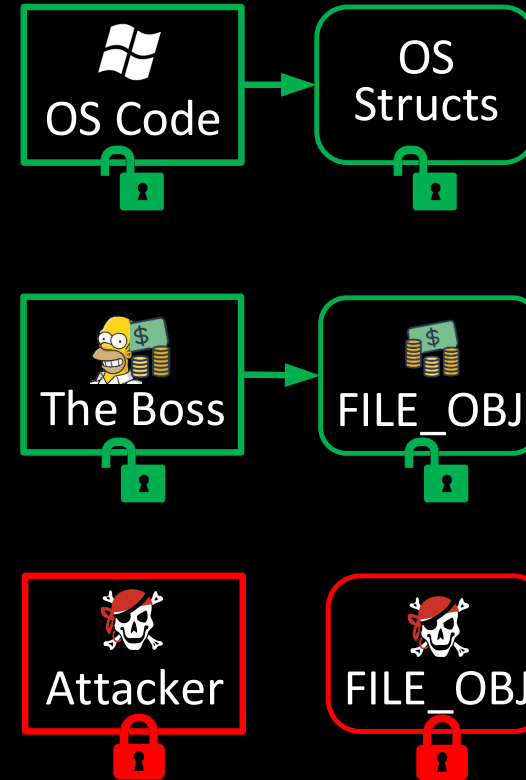 OS Code
OS
Structs
$
The Boss
$
FILE_OBJ
Attacker
FILE_OBJ